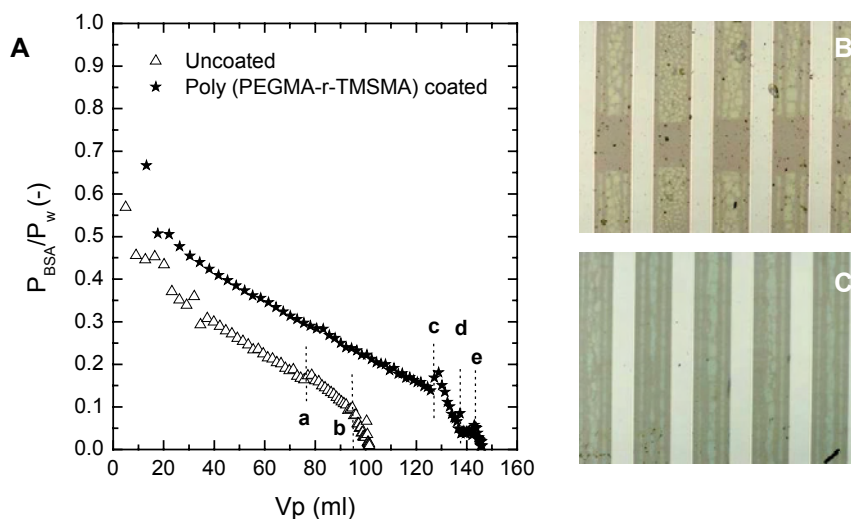 A
Uncoated
Poly (PEGMA-r-TMSMA) coated
1.0
0.9
0.8
0.7
0.6
0.5
0.4
0.3
0.2
0.1
0.0
P_BSA/P_w (-)
a
b
c
d
e
0 20 40 60 80 100 120 140 160
Vp (ml)
B
C